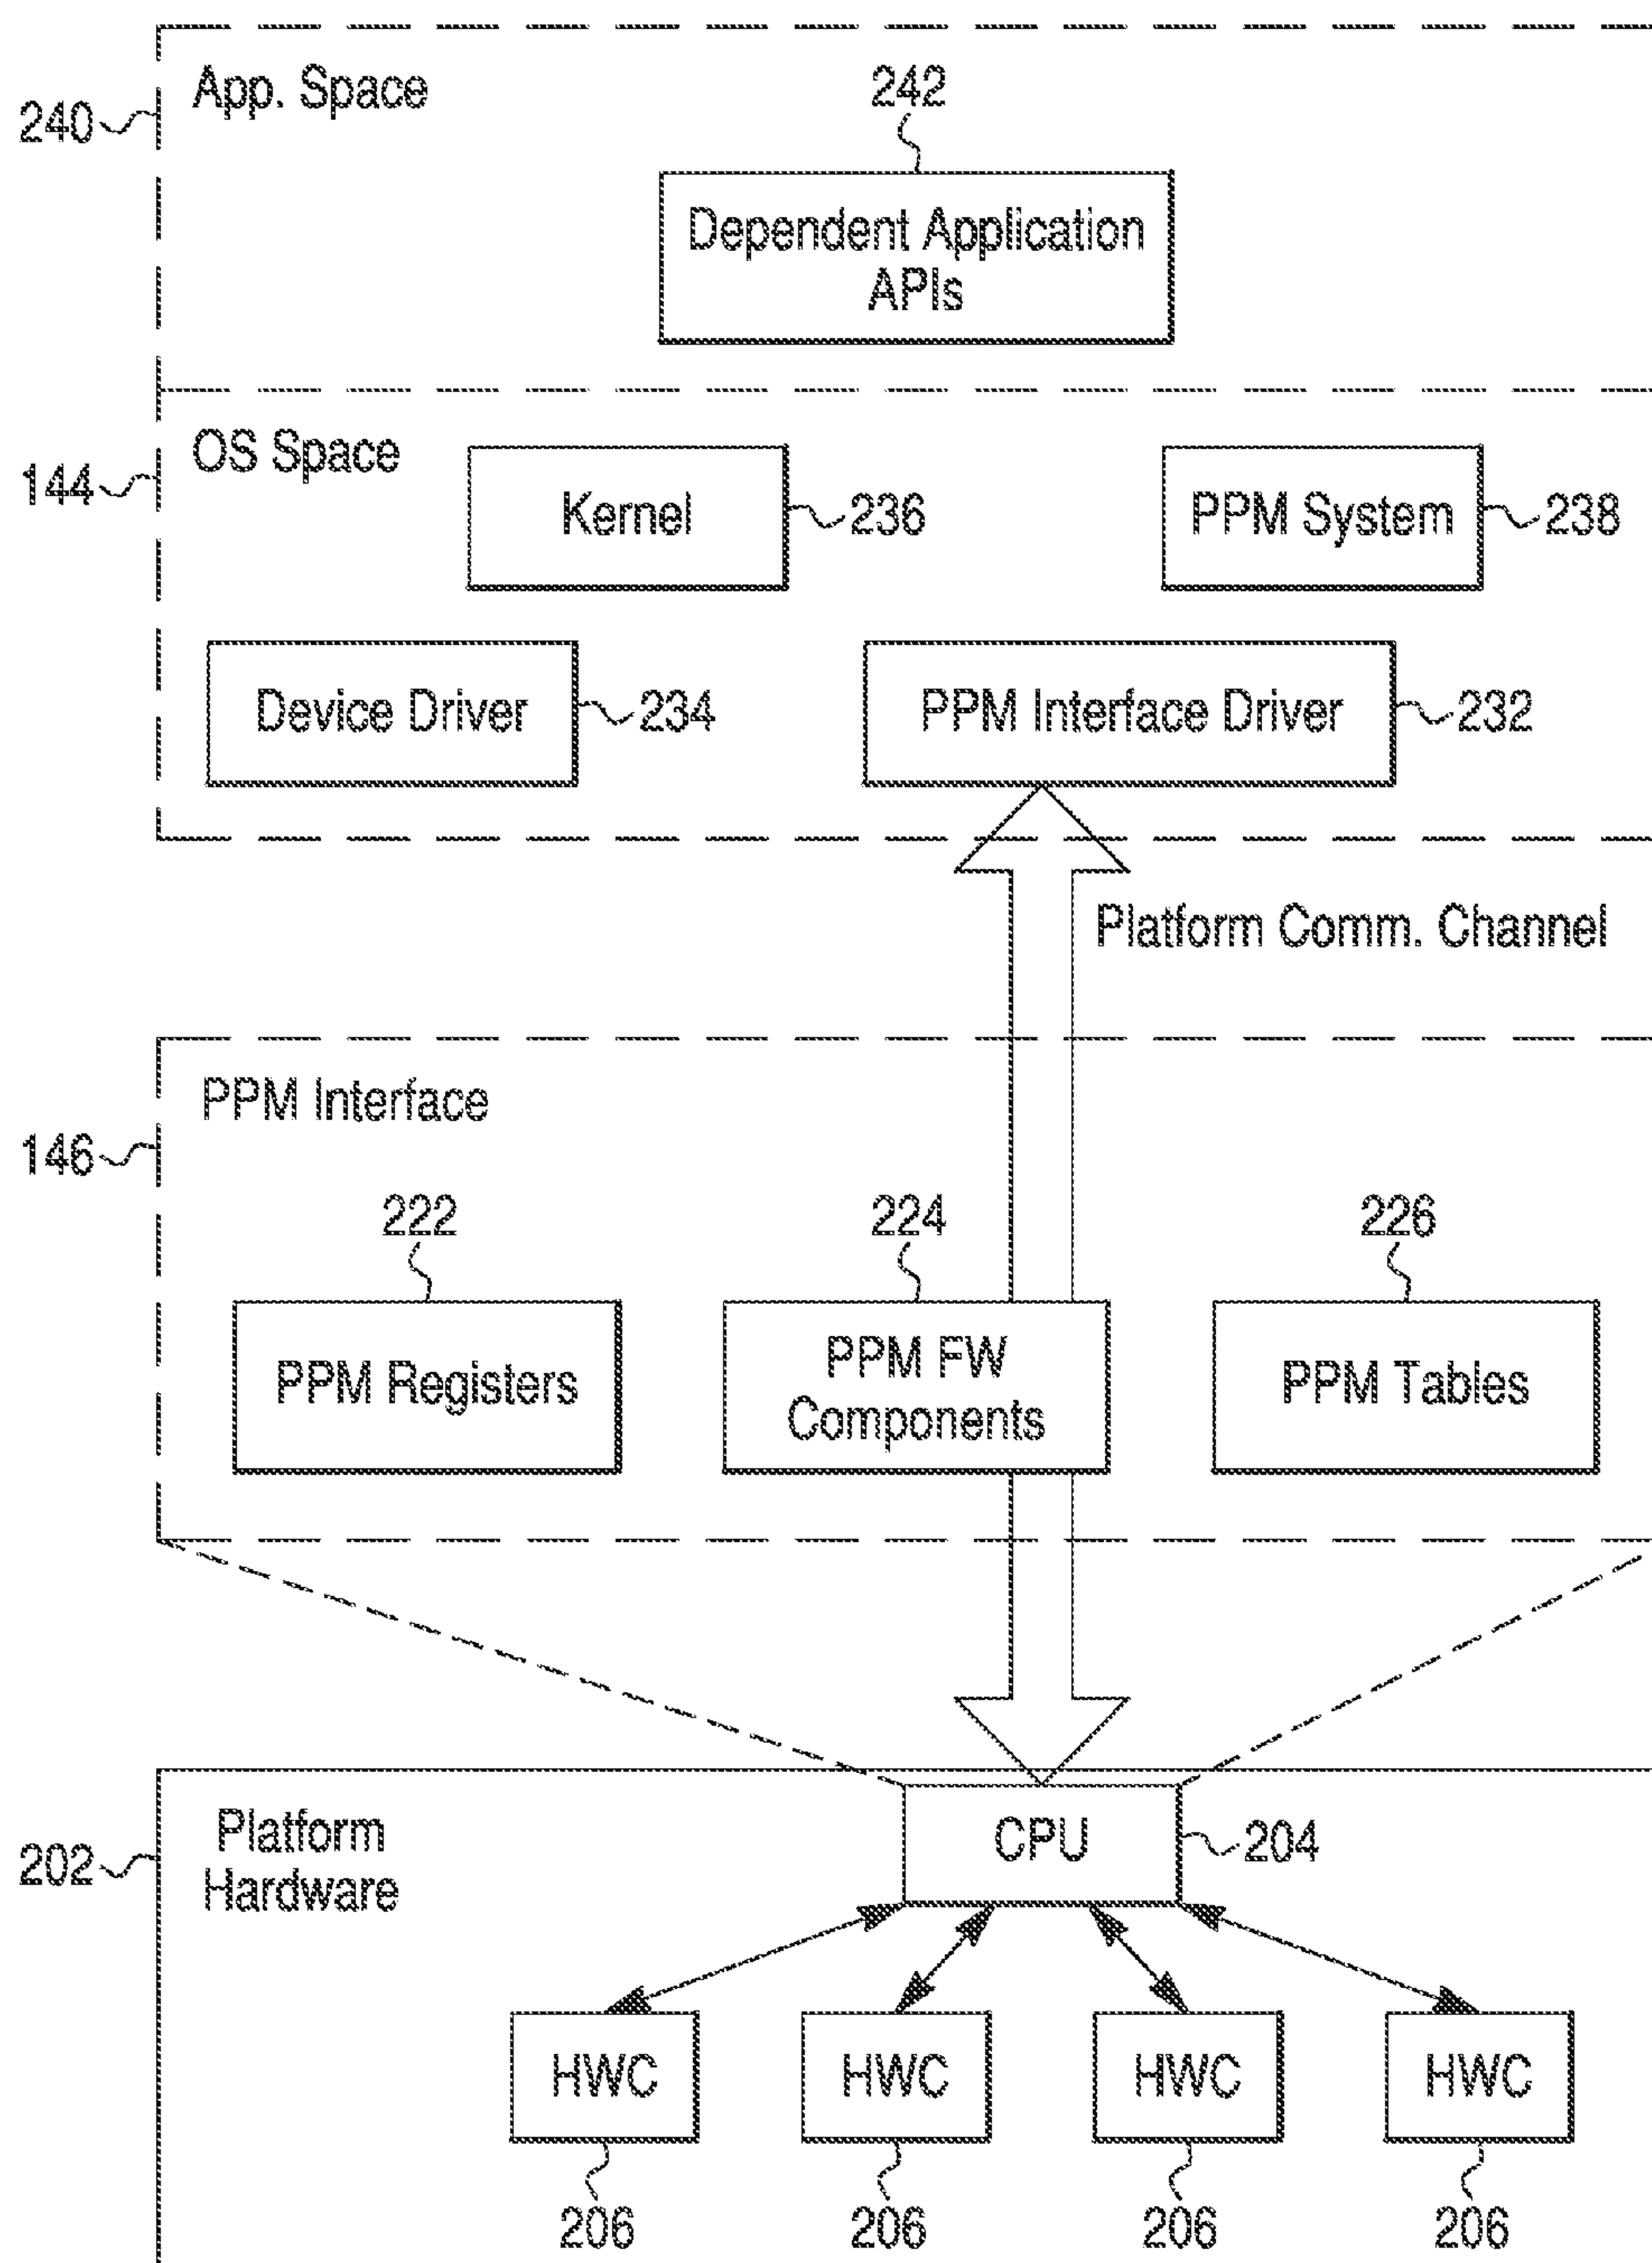 App. Space
240
242
Dependent Application
APIs
OS Space
144
Kernel
236
PPM System
238
Device Driver
234
PPM Interface Driver
232
Platform Comm. Channel
PPM Interface
146
222
224
226
PPM Registers
PPM FW
Components
PPM Tables
Platform
Hardware
202
CPU
204
HWC
HWC
HWC
HWC
206
206
206
206